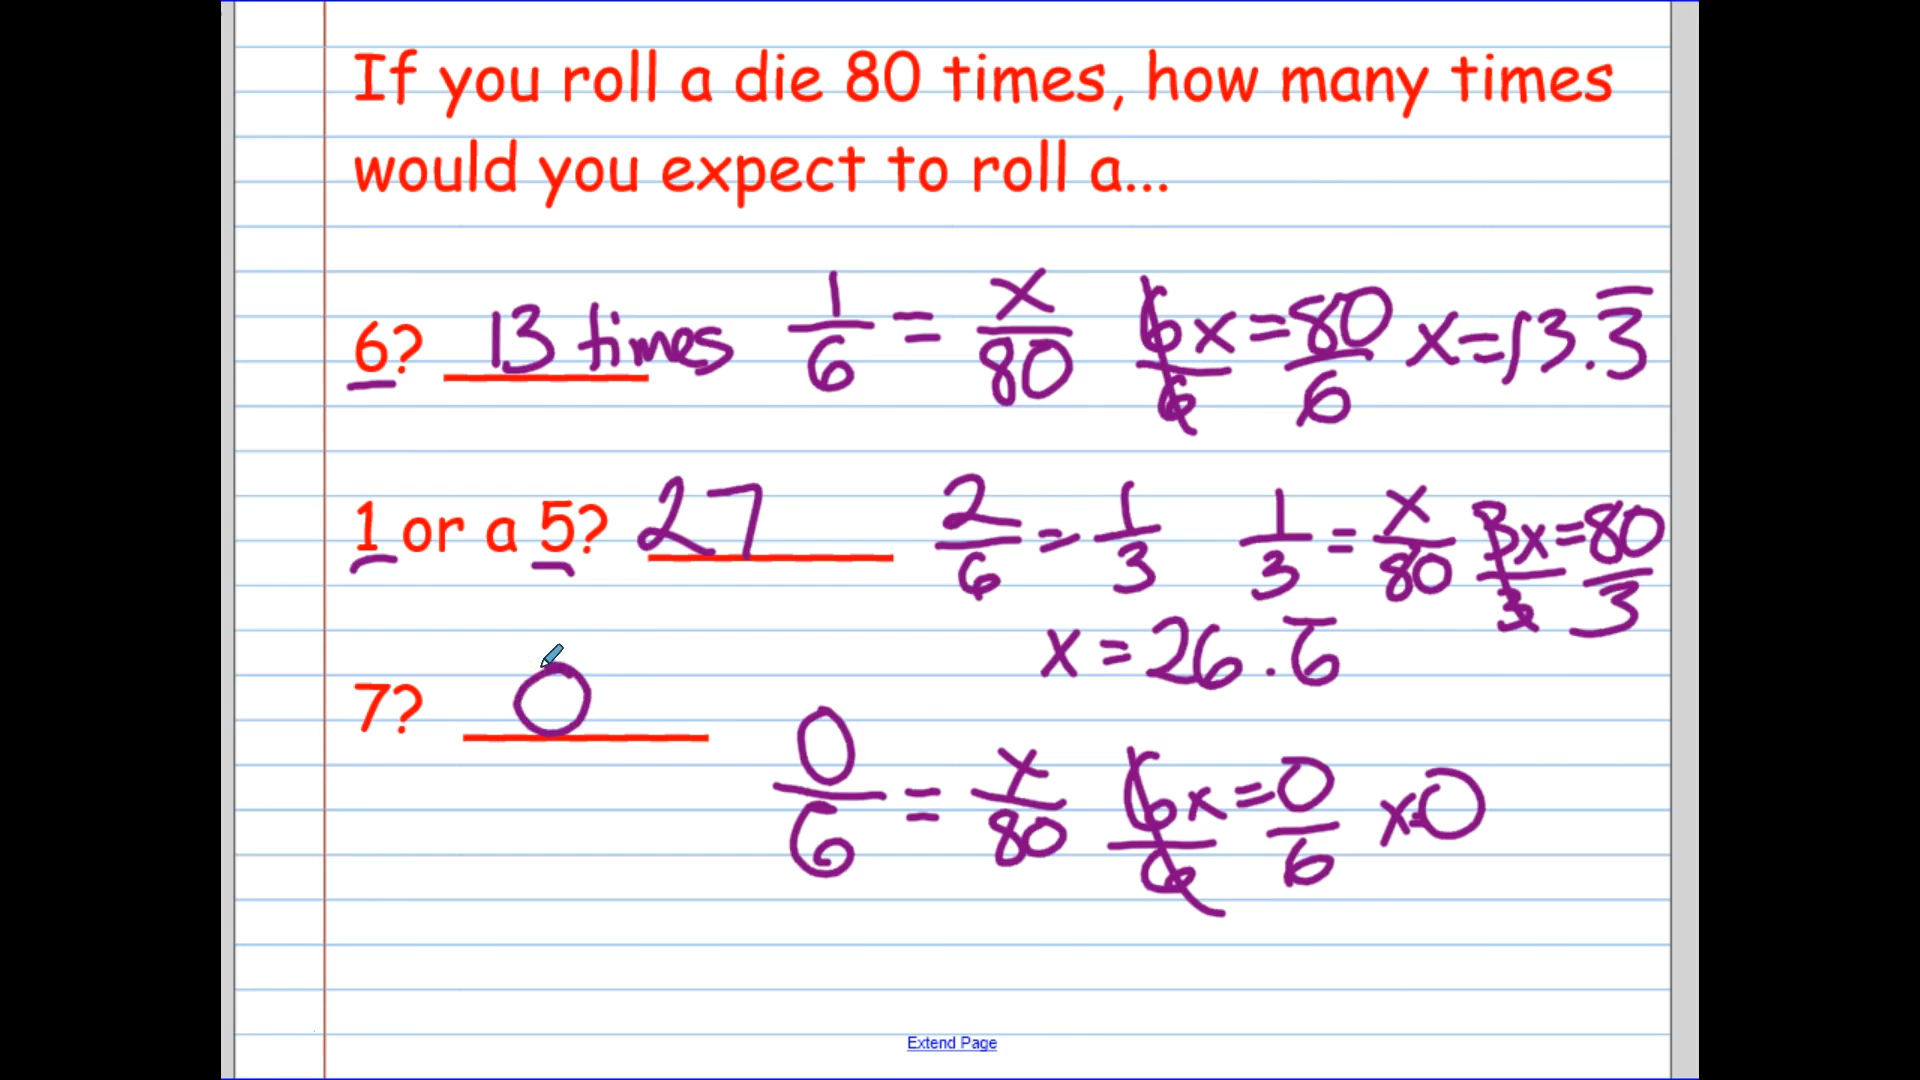 If you roll a die 80 times, how many times
would you expect to roll a...
6? 13 times 1/6 = x/80 6x/6 = 80/6 x = 13.3̅
1 or a 5? 27 2/6 = 1/3 1/3 = x/80 3x/3 = 80/3
x = 26.6̅
7? 0
0/6 = x/80 6x/6 = 0/6 x=0
Extend Page